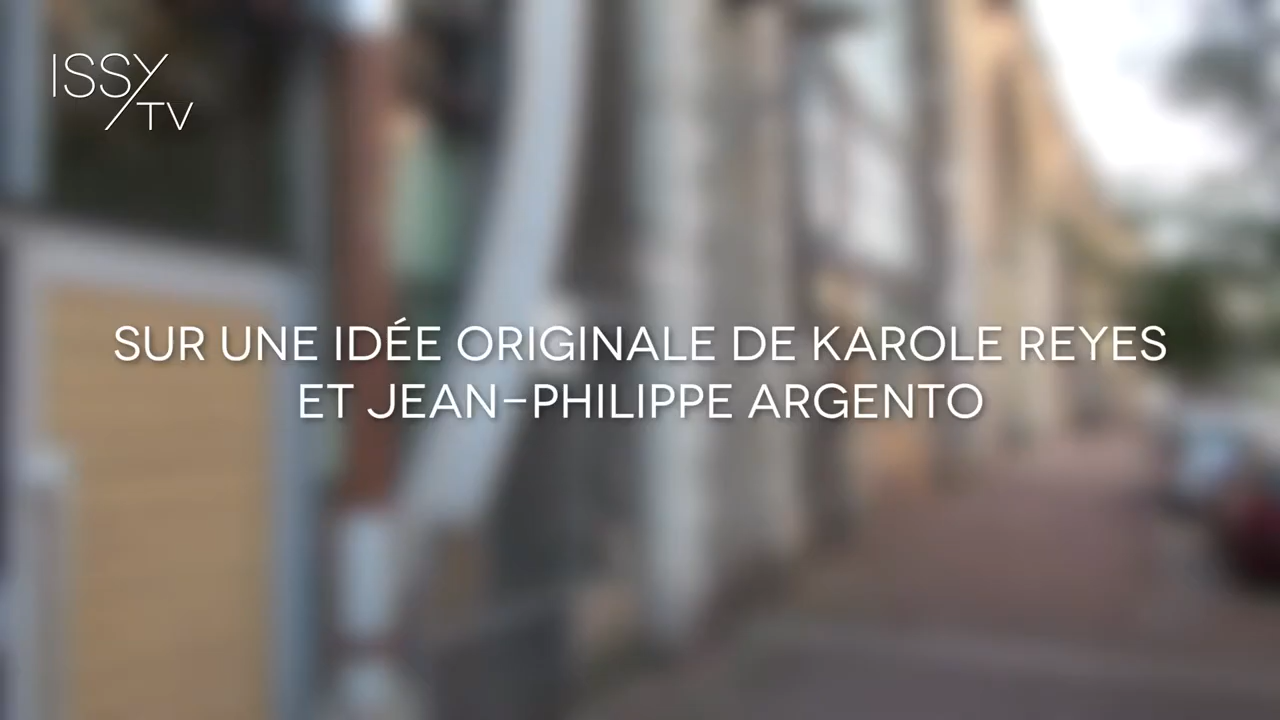 ISSY
TV
SUR UNE IDÉE ORIGINALE DE KAROLE REYES
ET JEAN-PHILIPPE ARGENTO